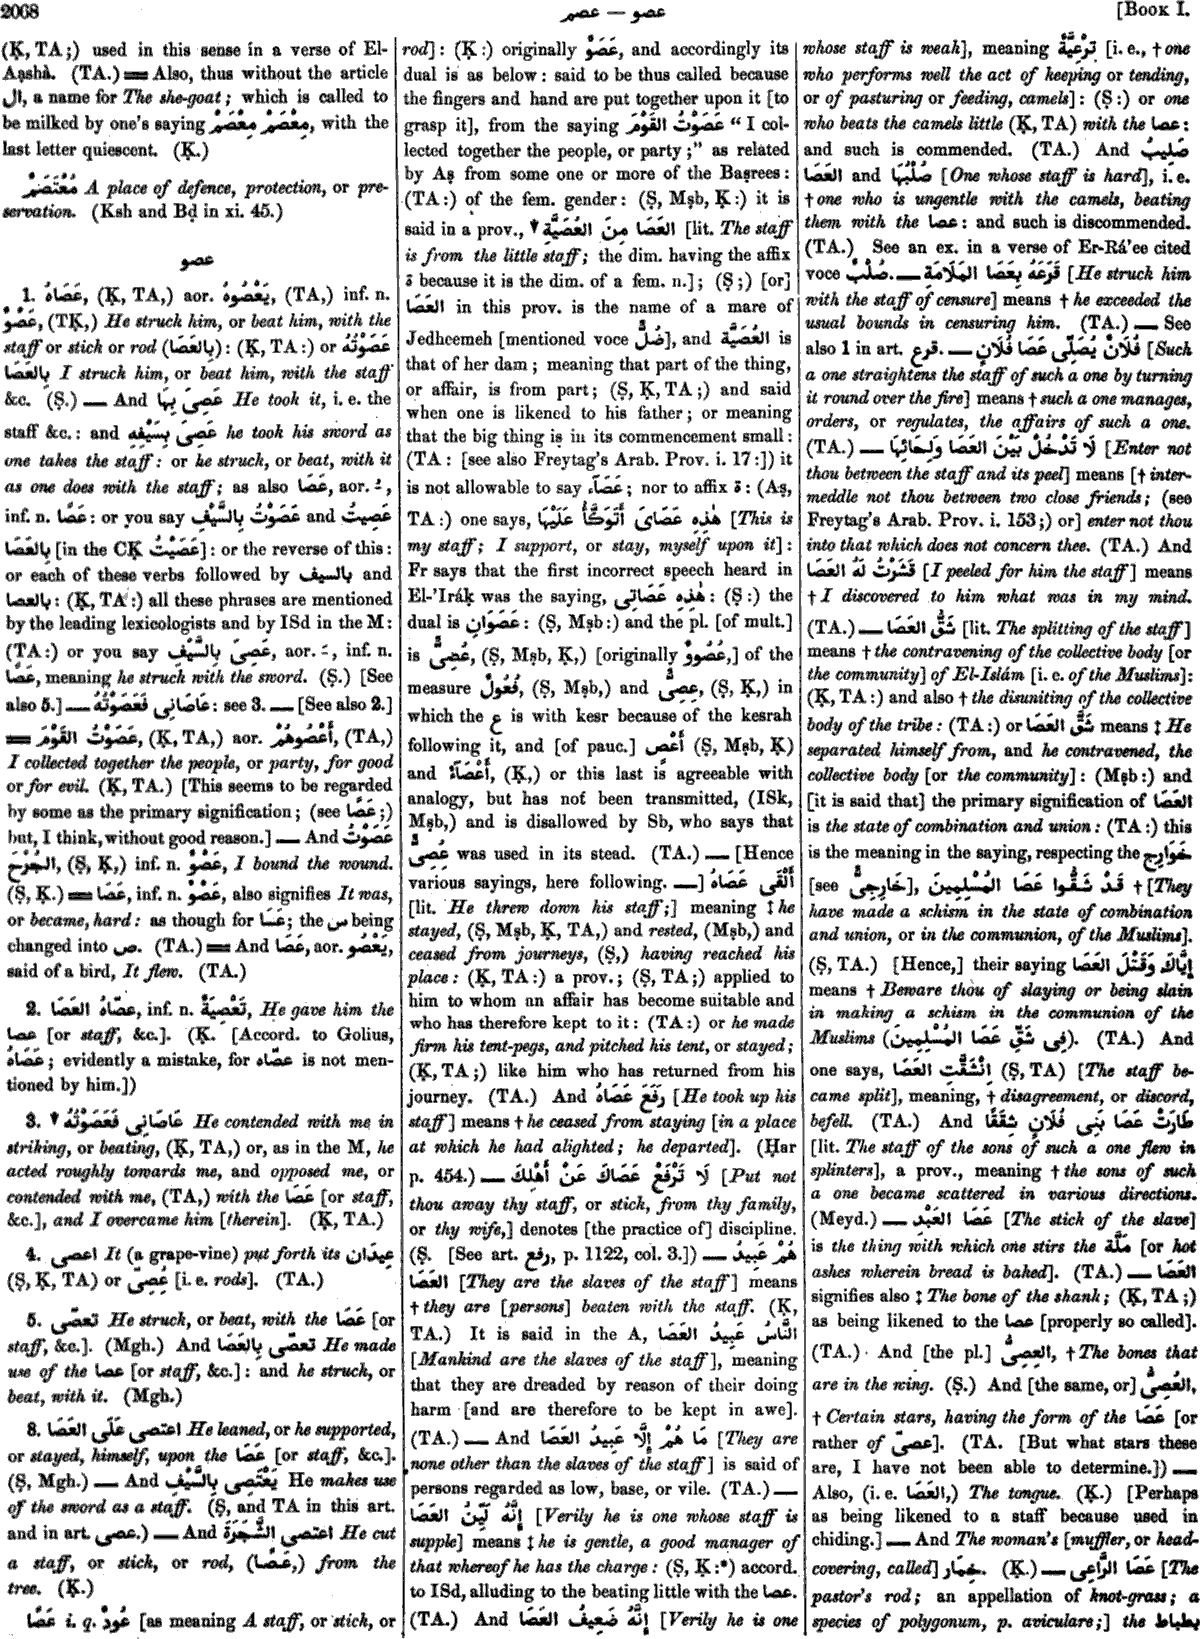 2068
عصو — عصم
[Book I.
(Ḳ, TA;) used in this sense in a verse of El-
Aạshà. (TA.) ═ Also, thus without the article
ال, a name for The she-goat; which is called to
be milked by one's saying مِعْصَمْ مِعْصَمْ, with the
last letter quiescent. (Ḳ.)
مُعْتَصَمٌ A place of defence, protection, or pre-
servation. (Ksh and Bḍ in xi. 45.)
عصو
1. عَصَاهُ, (Ḳ, TA,) aor. يَعْصُوهُ, (TA,) inf. n.
عَصْوٌ, (TḲ,) He struck him, or beat him, with the
staff or stick or rod (بِالعَصَا): (Ḳ, TA:) or عَصَوْتُهُ
بِالعَصَا I struck him, or beat him, with the staff
&c. (Ṣ.) — And عَصِىَ بِهَا He took it, i. e. the
staff &c.: and عَصِىَ بِسَيْفِهِ he took his sword as
one takes the staff: or he struck, or beat, with it
as one does with the staff; as also عَصَا, aor. ـُ,
inf. n. عَصًا: or you say عَصَوْتُ بِالسَّيْفِ and عَصِيتُ
بِالعَصَا [in the CḲ عَصَيْتُ]: or the reverse of this:
or each of these verbs followed by بالسيف and
بالعصا: (Ḳ, TA:) all these phrases are mentioned
by the leading lexicologists and by ISd in the M:
(TA:) or you say عَصِىَ بِالسَّيْفِ, aor. ـَ, inf. n.
عَصًا, meaning he struck with the sword. (Ṣ.) [See
also 5.] — عَاصَانِى فَعَصَوْتُهُ: see 3. — [See also 2.]
═ عَصَوْتُ القَوْمَ, (Ḳ, TA,) aor. أَعْصُوهُمْ, (TA,)
I collected together the people, or party, for good
or for evil. (Ḳ, TA.) [This seems to be regarded
by some as the primary signification; (see عَصًا;)
but, I think, without good reason.] — And عَصَوْتُ
الجُرْحَ, (Ṣ, Ḳ,) inf. n. عَصْوٌ, I bound the wound.
(Ṣ, Ḳ.) ═ عَصَا, inf. n. عَصْوٌ, also signifies It was,
or became, hard: as though for عَسَا; the س being
changed into ص. (TA.) ═ And عَصَا, aor. يَعْصُو,
said of a bird, It flew. (TA.)
2. عصّاهُ العَصَا, inf. n. تَعْصِيَةٌ, He gave him the
عصا [or staff, &c.]. (Ḳ. [Accord. to Golius,
عَصَاهُ; evidently a mistake, for عصّاه is not men-
tioned by him.])
3. عَاصَانِى فَعَصَوْتُهُ ▼ He contended with me in
striking, or beating, (Ḳ, TA,) or, as in the M, he
acted roughly towards me, and opposed me, or
contended with me, (TA,) with the عَصَا [or staff,
&c.], and I overcame him [therein]. (Ḳ, TA.)
4. اعصى It (a grape-vine) put forth its عِيدَان
(Ṣ, Ḳ, TA) or عُصِىّ [i. e. rods]. (TA.)
5. تعصّى He struck, or beat, with the عَصَا [or
staff, &c.]. (Mgh.) And تعصّى بِالعَصَا He made
use of the عصا [or staff, &c.]: and he struck, or
beat, with it. (Mgh.)
8. اعتصى عَلَى العَصَا He leaned, or he supported,
or stayed, himself, upon the عَصَا [or staff, &c.].
(Ṣ, Mgh.) — And يَعْتَصِى بِالسَّيْفِ He makes use
of the sword as a staff. (Ṣ, and TA in this art.
and in art. عصى.) — And اعتصى الشَّجَرَةَ He cut
a staff, or stick, or rod, (عَصًا,) from the
tree. (Ḳ.)
عَصًا i. q. عُودٌ [as meaning A staff, or stick, or
rod]: (Ḳ:) originally عَصَوٌ, and accordingly its
dual is as below: said to be thus called because
the fingers and hand are put together upon it [to
grasp it], from the saying عَصَوْتُ القَوْمَ “I col-
lected together the people, or party;” as related
by Aṣ from some one or more of the Baṣrees:
(TA:) of the fem. gender: (Ṣ, Mṣb, Ḳ:) it is
said in a prov., العَصَا مِنَ العُصَيَّةِ ▼ [lit. The staff
is from the little staff; the dim. having the affix
ة because it is the dim. of a fem. n.]; (Ṣ;) [or]
العَصَا in this prov. is the name of a mare of
Jedheemeh [mentioned voce ضُلٌّ], and العُصَيَّة is
that of her dam; meaning that part of the thing,
or affair, is from part; (Ṣ, Ḳ, TA;) and said
when one is likened to his father; or meaning
that the big thing is in its commencement small:
(TA: [see also Freytag's Arab. Prov. i. 17:]) it
is not allowable to say عَصَآء; nor to affix ة: (Aṣ,
TA:) one says, هٰذِهِ عَصَاىَ أَتَوَكَّأُ عَلَيْهَا [This is
my staff; I support, or stay, myself upon it]:
Fr says that the first incorrect speech heard in
El-'Iráḳ was the saying, هٰذِهِ عَصَاتِى: (Ṣ:) the
dual is عَصَوَانِ: (Ṣ, Mṣb:) and the pl. [of mult.]
is عُصِىٌّ, (Ṣ, Mṣb, Ḳ,) [originally عُصُووٌ,] of the
measure فُعُولٌ, (Ṣ, Mṣb,) and عِصِىٌّ, (Ṣ, Ḳ,) in
which the ع is with kesr because of the kesrah
following it, and [of pauc.] أَعْصٍ (Ṣ, Mṣb, Ḳ)
and أَعْصَآءٌ, (Ḳ,) or this last is agreeable with
analogy, but has not been transmitted, (ISk,
Mṣb,) and is disallowed by Sb, who says that
عُصِىٌّ was used in its stead. (TA.) — [Hence
various sayings, here following. —] أَلْقَى عَصَاهُ
[lit. He threw down his staff;] meaning ‡ he
stayed, (Ṣ, Mṣb, Ḳ, TA,) and rested, (Mṣb,) and
ceased from journeys, (Ṣ,) having reached his
place: (Ḳ, TA:) a prov.; (Ṣ, TA;) applied to
him to whom an affair has become suitable and
who has therefore kept to it: (TA:) or he made
firm his tent-pegs, and pitched his tent, or stayed;
(Ḳ, TA;) like him who has returned from his
journey. (TA.) And رَفَعَ عَصَاهُ [He took up his
staff] means † he ceased from staying [in a place
at which he had alighted; he departed]. (Ḥar
p. 454.) — لَا تَرْفَعْ عَصَاكَ عَنْ أَهْلِكَ [Put not
thou away thy staff, or stick, from thy family,
or thy wife,] denotes [the practice of] discipline.
(Ṣ. [See art. رفع, p. 1122, col. 3.]) — هُمْ عَبِيدُ
العَصَا [They are the slaves of the staff] means
† they are [persons] beaten with the staff. (Ḳ,
TA.) It is said in the A, النَّاسُ عَبِيدُ العَصَا
[Mankind are the slaves of the staff], meaning
that they are dreaded by reason of their doing
harm [and are therefore to be kept in awe].
(TA.) — And مَا هُمْ إِلَّا عَبِيدُ العَصَا [They are
none other than the slaves of the staff] is said of
persons regarded as low, base, or vile. (TA.) —
إِنَّهُ لَيِّنُ العَصَا [Verily he is one whose staff is
supple] means ‡ he is gentle, a good manager of
that whereof he has the charge: (Ṣ, Ḳ:*) accord.
to ISd, alluding to the beating little with the عصا.
(TA.) And إِنَّهُ ضَعِيفُ العَصَا [Verily he is one
whose staff is weak], meaning تِرْعِيَّةٌ [i. e., † one
who performs well the act of keeping or tending,
or of pasturing or feeding, camels]: (Ṣ:) or one
who beats the camels little (Ḳ, TA) with the عصا:
and such is commended. (TA.) And صَلِيبُ
العَصَا and صُلْبُهَا [One whose staff is hard], i. e.
† one who is ungentle with the camels, beating
them with the عصا: and such is discommended.
(TA.) See an ex. in a verse of Er-Rá'ee cited
voce صُلْبٌ. — قَرَعَهُ بِعَصَا المَلَامَةِ [He struck him
with the staff of censure] means † he exceeded the
usual bounds in censuring him. (TA.) — See
also 1 in art. قرع. — فُلَانٌ يُصَلِّى عَصَا فُلَانٍ [Such
a one straightens the staff of such a one by turning
it round over the fire] means † such a one manages,
orders, or regulates, the affairs of such a one.
(TA.) — لَا تَدْخُلْ بَيْنَ العَصَا وَلِحَائِهَا [Enter not
thou between the staff and its peel] means [† inter-
meddle not thou between two close friends; (see
Freytag's Arab. Prov. i. 153;) or] enter not thou
into that which does not concern thee. (TA.) And
قَشَرْتُ لَهُ العَصَا [I peeled for him the staff] means
† I discovered to him what was in my mind.
(TA.) — شَقُّ العَصَا [lit. The splitting of the staff]
means † the contravening of the collective body [or
the community] of El-Islám [i. e. of the Muslims]:
(Ḳ, TA:) and also † the disuniting of the collective
body of the tribe: (TA:) or شَقَّ العَصَا means ‡ He
separated himself from, and he contravened, the
collective body [or the community]: (Mṣb:) and
[it is said that] the primary signification of العَصَا
is the state of combination and union: (TA:) this
is the meaning in the saying, respecting the خَوَارِج
[see خَارِجِىٌّ], قَدْ شَقُّوا عَصَا المُسْلِمِينَ † [They
have made a schism in the state of combination
and union, or in the communion, of the Muslims].
(Ṣ, TA.) [Hence,] their saying إِيَّاكَ وَقَتْلَ العَصَا
means † Beware thou of slaying or being slain
in making a schism in the communion of the
Muslims (فِى شَقِّ عَصَا المُسْلِمِينَ). (TA.) And
one says, اِنْشَقَّتِ العَصَا (Ṣ, TA) [The staff be-
came split], meaning, † disagreement, or discord,
befell. (TA.) And طَارَتْ عَصَا بَنِى فُلَانٍ شِقَقًا
[lit. The staff of the sons of such a one flew in
splinters], a prov., meaning † the sons of such
a one became scattered in various directions.
(Meyd.) — عَصَا العَبْدِ [The stick of the slave]
is the thing with which one stirs the مَلَّة [or hot
ashes wherein bread is baked]. (TA.) — العَصَا
signifies also ‡ The bone of the shank; (Ḳ, TA;)
as being likened to the عصا [properly so called].
(TA.) And [the pl.] العِصِىُّ, † The bones that
are in the wing. (Ṣ.) And [the same, or] العُصِىُّ,
† Certain stars, having the form of the عَصَا [or
rather of عصىّ]. (TA. [But what stars these
are, I have not been able to determine.]) —
Also, (i. e. العَصَا,) The tongue. (Ḳ.) [Perhaps
as being likened to a staff because used in
chiding.] — And The woman's [muffler, or head-
covering, called] خِمَار. (Ḳ.) — عَصَا الرَّاعِى [The
pastor's rod; an appellation of knot-grass; a
species of polygonum, p. aviculare;] the بطباط